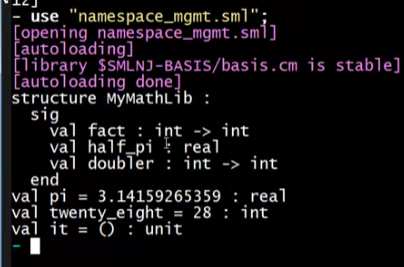 - use "namespace_mgmt.sml";
[opening namespace_mgmt.sml]
[autoloading]
[library $SMLNJ-BASIS/basis.cm is stable]
[autoloading done]
structure MyMathLib :
  sig
    val fact : int -> int
    val half_pi : real
    val doubler : int -> int
  end
val pi = 3.14159265359 : real
val twenty_eight = 28 : int
val it = () : unit
-